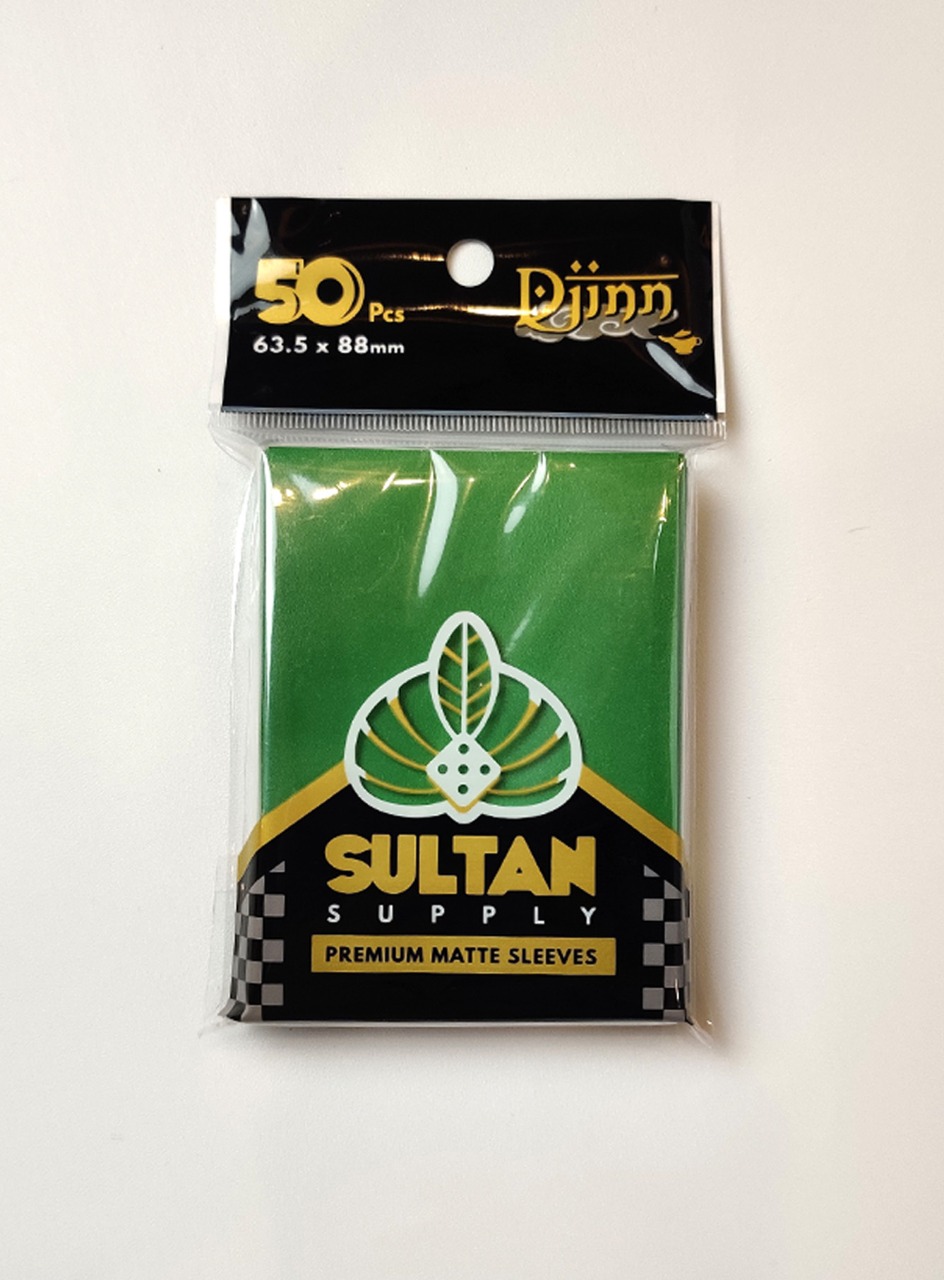 50 Pcs
63.5 x 88mm
Djinn
SULTAN
SUPPLY
PREMIUM MATTE SLEEVES